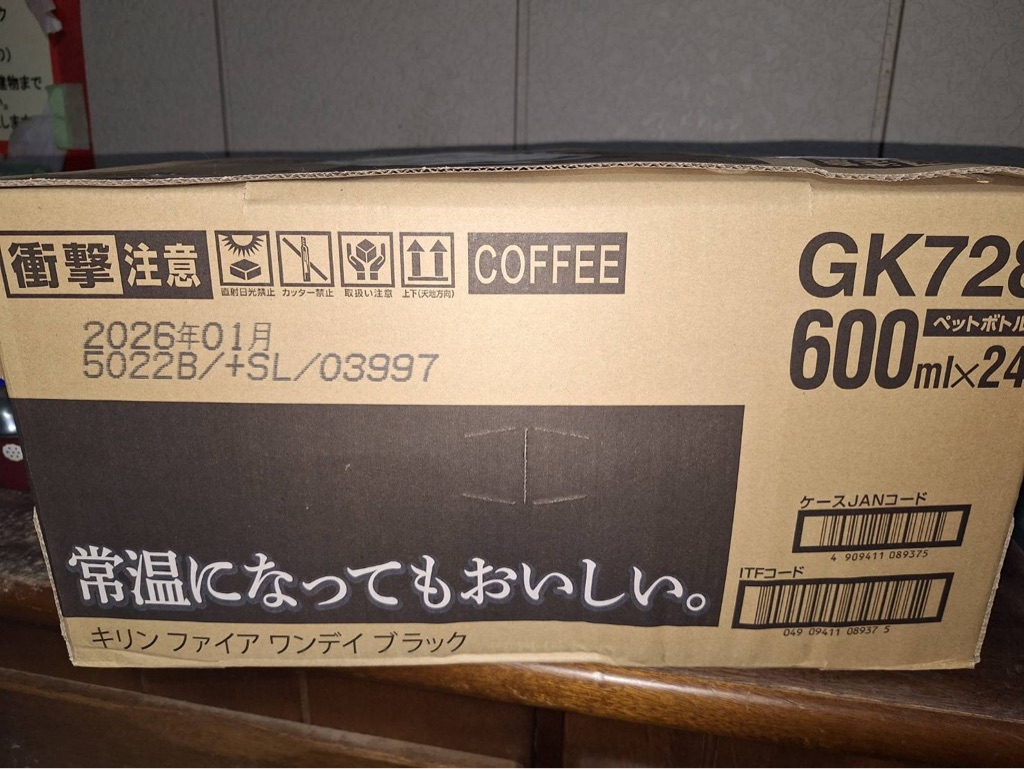 建物まで
衝撃注意
直射日光禁止 カッター禁止 取扱い注意 上下(天地方向)
COFFEE
GK728
2026年01月
5022B/+SL/03997
ペットボトル
600ml×24
ケースJANコード
4 909411 089375
ITFコード
049 09411 08937 5
常温になってもおいしい。
キリン ファイア ワンデイ ブラック